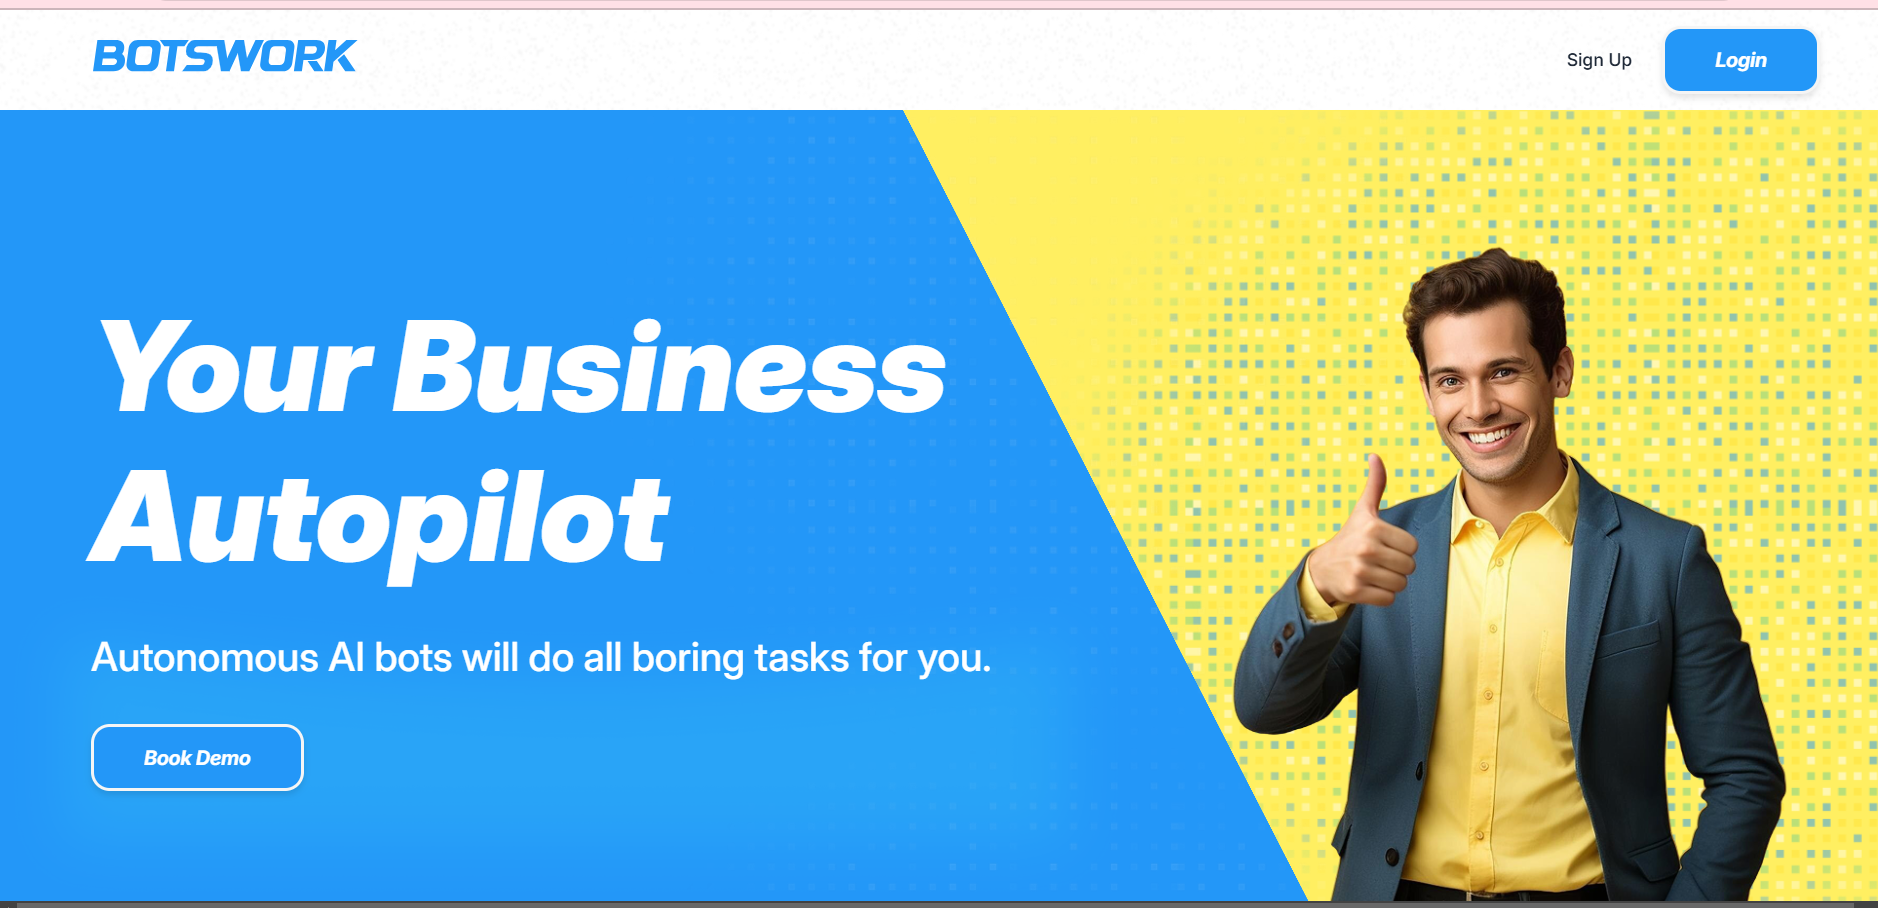 BOTSWORK
Sign Up
Login
Your Business
Autopilot
Autonomous AI bots will do all boring tasks for you.
Book Demo